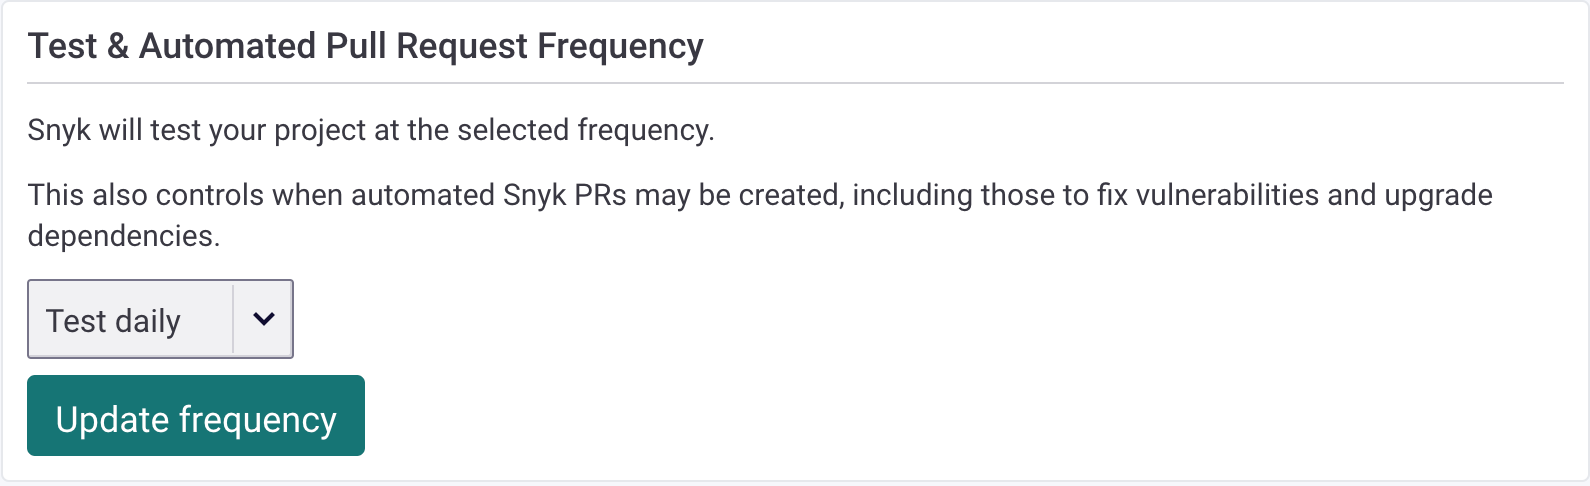 Test & Automated Pull Request Frequency
Snyk will test your project at the selected frequency.
This also controls when automated Snyk PRs may be created, including those to fix vulnerabilities and upgrade
dependencies.
Test daily
Update frequency